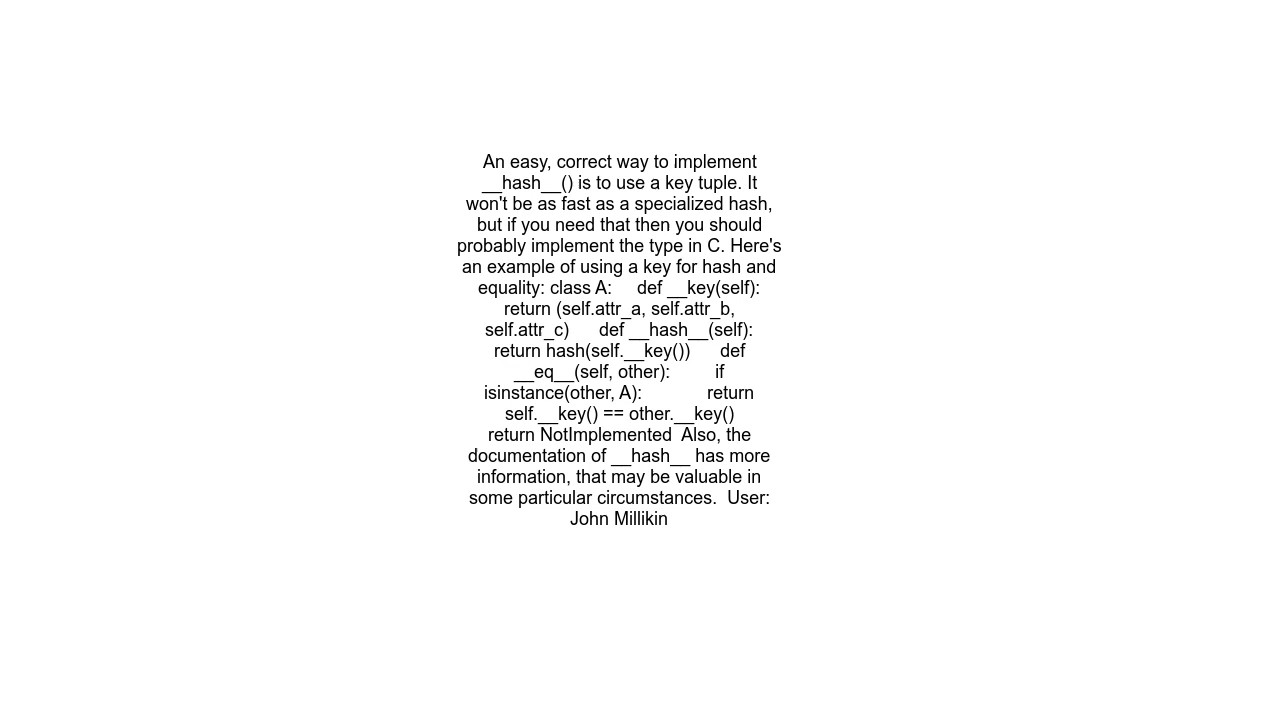 An easy, correct way to implement
__hash__() is to use a key tuple. It
won't be as fast as a specialized hash,
but if you need that then you should
probably implement the type in C. Here's
an example of using a key for hash and
equality: class A:     def __key(self):
return (self.attr_a, self.attr_b,
self.attr_c)      def __hash__(self):
return hash(self.__key())      def
__eq__(self, other):         if
isinstance(other, A):             return
self.__key() == other.__key()
return NotImplemented  Also, the
documentation of __hash__ has more
information, that may be valuable in
some particular circumstances.  User:
John Millikin